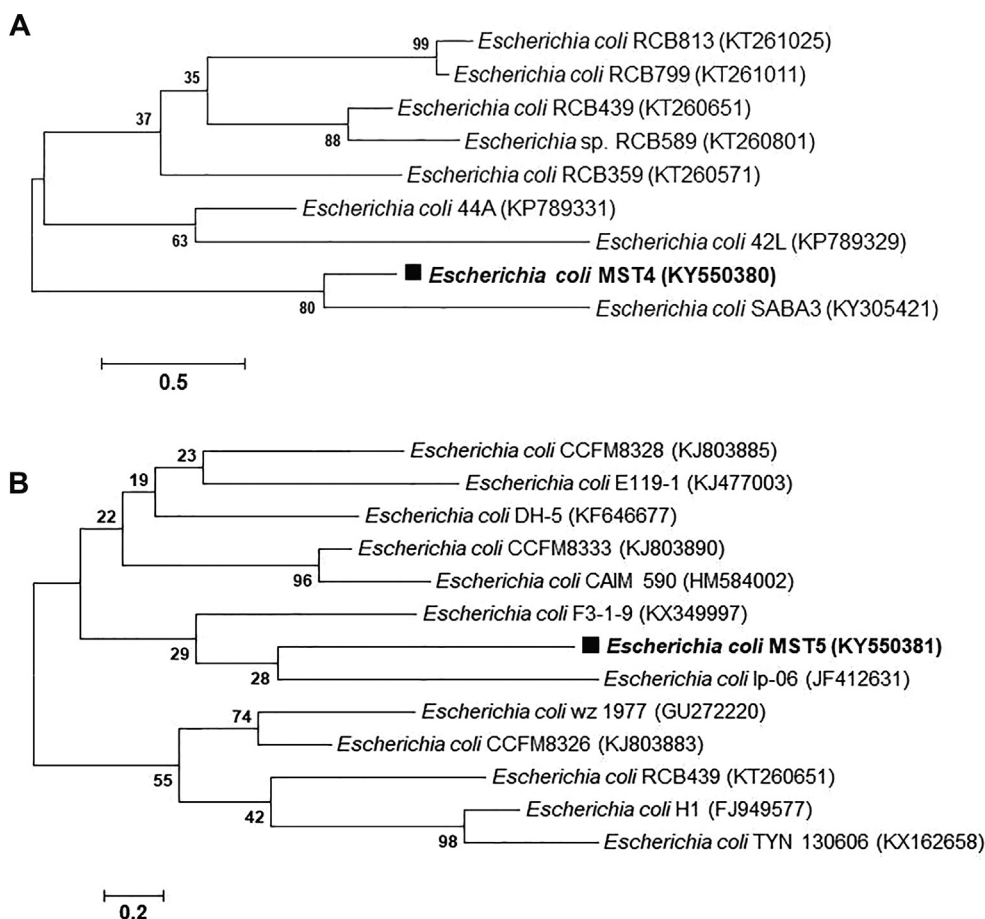 A
99
Escherichia coli RCB813 (KT261025)
Escherichia coli RCB799 (KT261011)
35
Escherichia coli RCB439 (KT260651)
88
Escherichia sp. RCB589 (KT260801)
37
Escherichia coli RCB359 (KT260571)
Escherichia coli 44A (KP789331)
63
Escherichia coli 42L (KP789329)
Escherichia coli MST4 (KY550380)
80
Escherichia coli SABA3 (KY305421)
0.5
B
23
Escherichia coli CCFM8328 (KJ803885)
19
Escherichia coli E119-1 (KJ477003)
22
Escherichia coli DH-5 (KF646677)
Escherichia coli CCFM8333 (KJ803890)
96
Escherichia coli CAIM 590 (HM584002)
Escherichia coli F3-1-9 (KX349997)
29
Escherichia coli MST5 (KY550381)
28
Escherichia coli lp-06 (JF412631)
74
Escherichia coli wz 1977 (GU272220)
Escherichia coli CCFM8326 (KJ803883)
55
Escherichia coli RCB439 (KT260651)
42
Escherichia coli H1 (FJ949577)
98
Escherichia coli TYN 130606 (KX162658)
0.2